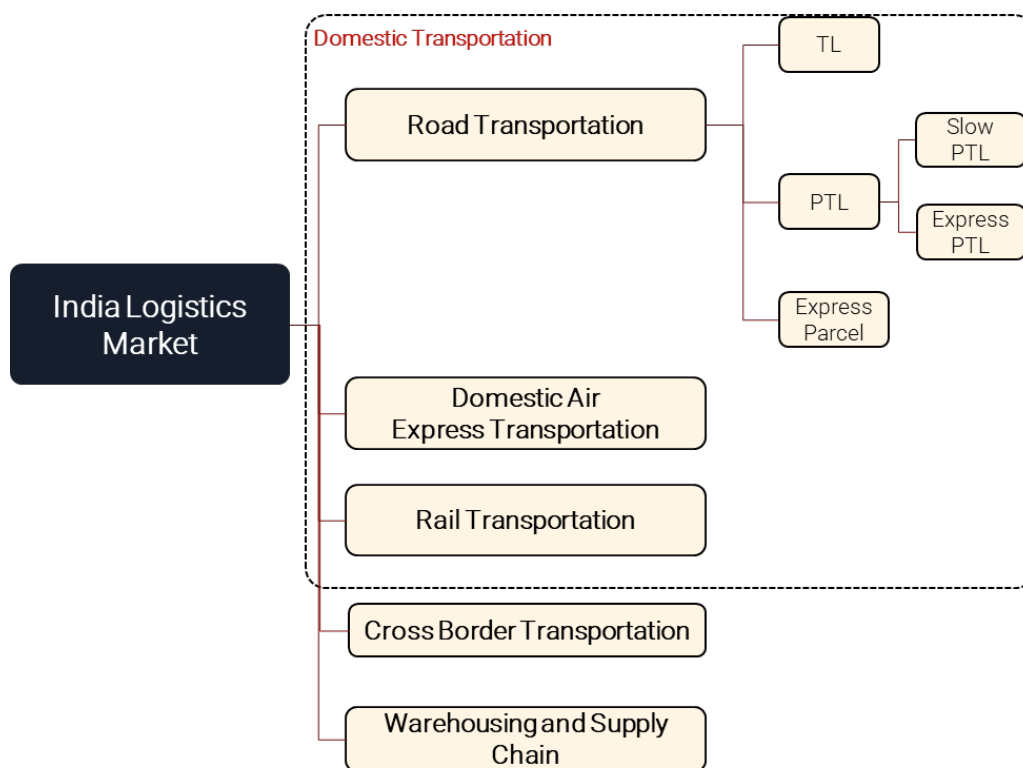 Domestic Transportation
TL
Road Transportation
Slow
PTL
PTL
Express
PTL
India Logistics
Market
Express
Parcel
Domestic Air
Express Transportation
Rail Transportation
Cross Border Transportation
Warehousing and Supply
Chain